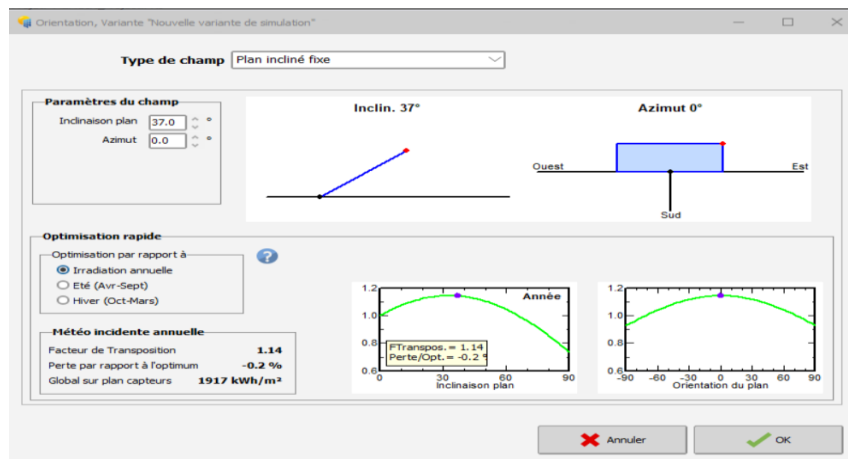 Orientation, Variante "Nouvelle variante de simulation"
Type de champ Plan incliné fixe
Paramètres du champ
Inclinaison plan 37.0 °
Azimut 0.0 °
Inclin. 37°
Azimut 0°
Ouest Est
Sud
Optimisation rapide
Optimisation par rapport à
Irradiation annuelle
Eté (Avr-Sept)
Hiver (Oct-Mars)
?
Météo incidente annuelle
Facteur de Transposition 1.14
Perte par rapport à l'optimum -0.2 %
Global sur plan capteurs 1917 kWh/m²
1.2
1.0
0.8
0.6
Année
FTranspos.= 1.14
Perte/Opt.= -0.2
0 30 60 90
Inclinaison plan
1.2
1.0
0.8
0.6
-90 -60 -30 0 30 60 90
Orientation du plan
Annuler
OK